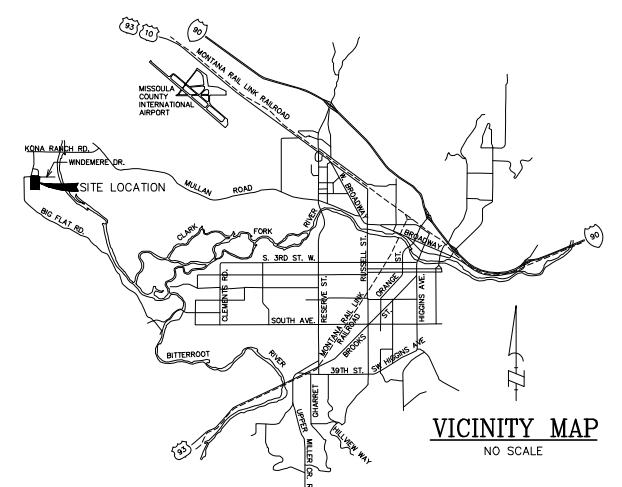 93
10
90
MONTANA RAIL LINK RAILROAD
MISSOULA
COUNTY
INTERNATIONAL
AIRPORT
KONA RANCH RD.
WINDEMERE DR.
SITE LOCATION
MULLAN ROAD
BIG FLAT RD
CLARK FORK RIVER
W. BROADWAY
BROADWAY
90
S. 3RD ST. W.
CLEMENTS RD.
RESERVE ST.
RUSSELL ST.
ORANGE ST.
HIGGINS AVE.
SOUTH AVE.
MONTANA RAIL LINK
RAILROAD
BROOKS
BITTERROOT RIVER
39TH ST.
SW HIGGINS AVE
93
GHARRET
UPPER MILLER CR. R
HILLVIEW WAY
N
VICINITY MAP
NO SCALE